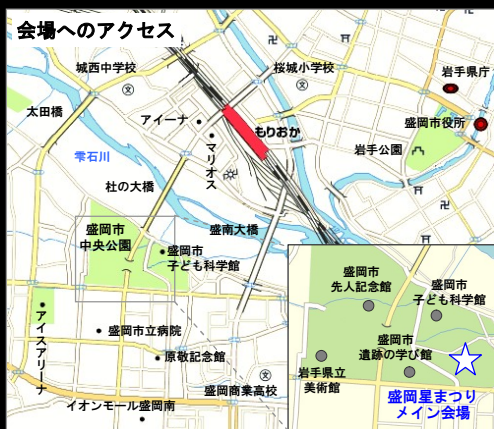 会場へのアクセス
城西中学校
桜城小学校
岩手県庁
太田橋
アイーナ
もりおか
盛岡市役所
マリオス
岩手公園
雫石川
杜の大橋
盛岡市
中央公園
盛南大橋
盛岡市
子ども科学館
アイスアリーナ
盛岡市立病院
原敬記念館
盛岡商業高校
イオンモール盛岡南
盛岡市
先人記念館
盛岡市
子ども科学館
盛岡市
遺跡の学び館
岩手県立
美術館
盛岡星まつり
メイン会場